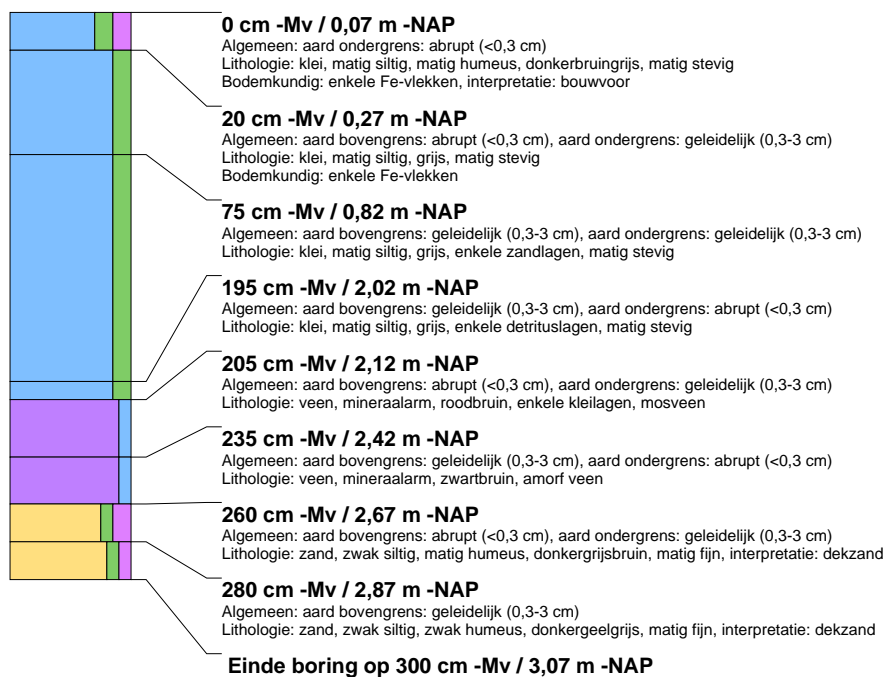 0 cm -Mv / 0,07 m -NAP
Algemeen: aard ondergrens: abrupt (<0,3 cm)
Lithologie: klei, matig siltig, matig humeus, donkerbruingrijs, matig stevig
Bodemkundig: enkele Fe-vlekken, interpretatie: bouwvoor
20 cm -Mv / 0,27 m -NAP
Algemeen: aard bovengrens: abrupt (<0,3 cm), aard ondergrens: geleidelijk (0,3-3 cm)
Lithologie: klei, matig siltig, grijs, matig stevig
Bodemkundig: enkele Fe-vlekken
75 cm -Mv / 0,82 m -NAP
Algemeen: aard bovengrens: geleidelijk (0,3-3 cm), aard ondergrens: geleidelijk (0,3-3 cm)
Lithologie: klei, matig siltig, grijs, enkele zandlagen, matig stevig
195 cm -Mv / 2,02 m -NAP
Algemeen: aard bovengrens: geleidelijk (0,3-3 cm), aard ondergrens: abrupt (<0,3 cm)
Lithologie: klei, matig siltig, grijs, enkele detrituslagen, matig stevig
205 cm -Mv / 2,12 m -NAP
Algemeen: aard bovengrens: abrupt (<0,3 cm), aard ondergrens: geleidelijk (0,3-3 cm)
Lithologie: veen, mineraalarm, roodbruin, enkele kleilagen, mosveen
235 cm -Mv / 2,42 m -NAP
Algemeen: aard bovengrens: geleidelijk (0,3-3 cm), aard ondergrens: abrupt (<0,3 cm)
Lithologie: veen, mineraalarm, zwartbruin, amorf veen
260 cm -Mv / 2,67 m -NAP
Algemeen: aard bovengrens: abrupt (<0,3 cm), aard ondergrens: geleidelijk (0,3-3 cm)
Lithologie: zand, zwak siltig, matig humeus, donkergrijsbruin, matig fijn, interpretatie: dekzand
280 cm -Mv / 2,87 m -NAP
Algemeen: aard bovengrens: geleidelijk (0,3-3 cm)
Lithologie: zand, zwak siltig, zwak humeus, donkergeelgrijs, matig fijn, interpretatie: dekzand
Einde boring op 300 cm -Mv / 3,07 m -NAP